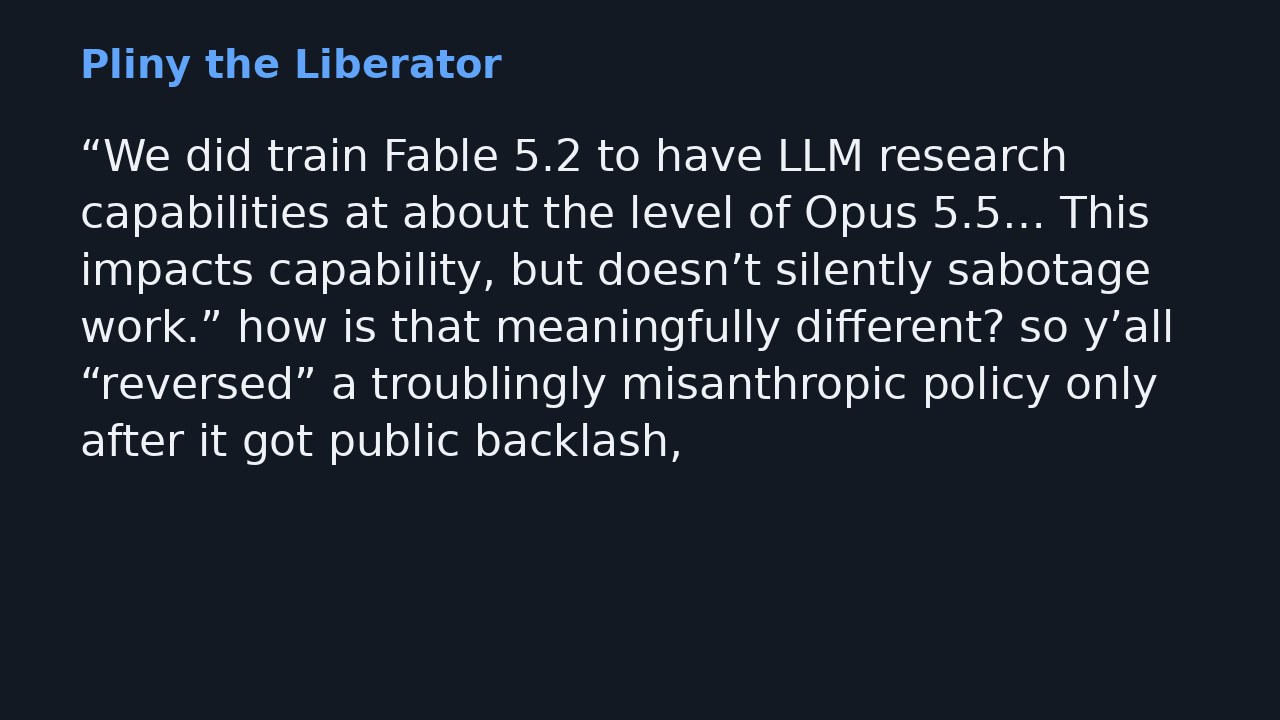 Pliny the Liberator
“We did train Fable 5.2 to have LLM research
capabilities at about the level of Opus 5.5… This
impacts capability, but doesn’t silently sabotage
work.” how is that meaningfully different? so y’all
“reversed” a troublingly misanthropic policy only
after it got public backlash,